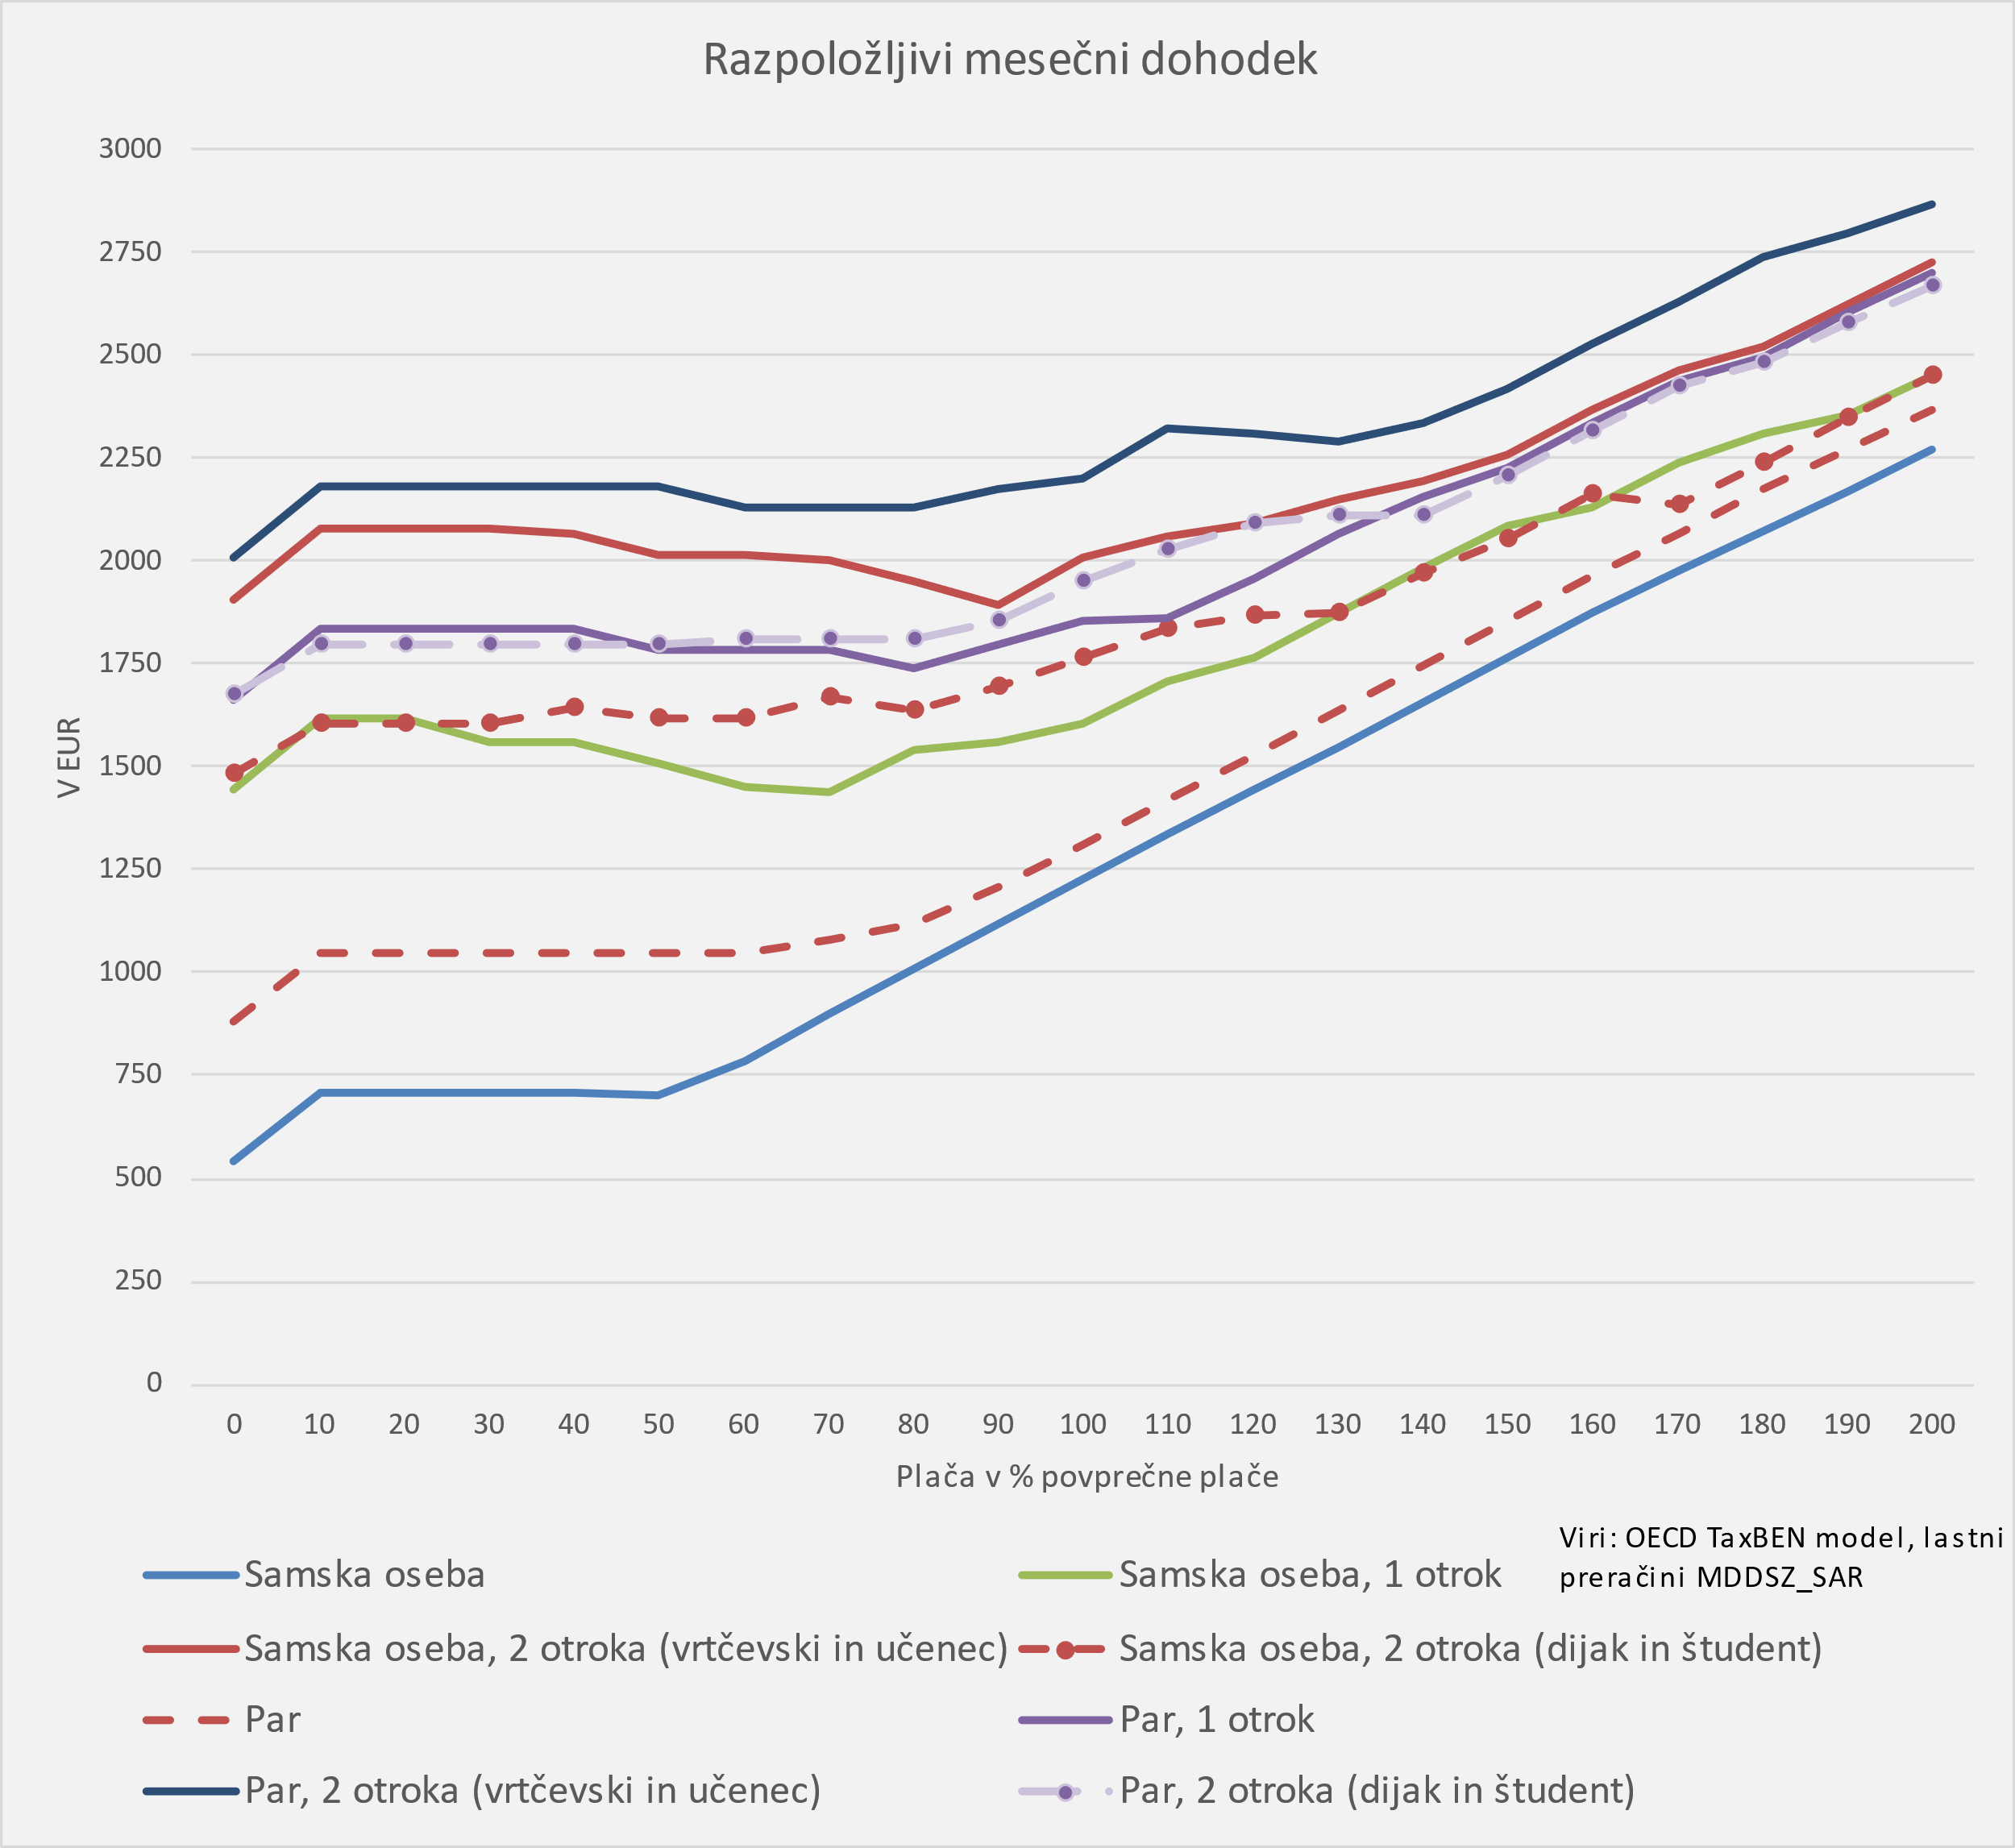 Razpoložljivi mesečni dohodek
3000
2750
2500
2250
2000
1750
1500
1250
1000
750
500
250
0
V EUR
0 10 20 30 40 50 60 70 80 90 100 110 120 130 140 150 160 170 180 190 200
Plača v % povprečne plače
Viri: OECD TaxBEN model, lastni
preračini MDDSZ_SAR
Samska oseba
Samska oseba, 1 otrok
Samska oseba, 2 otroka (vrtčevski in učenec)
Samska oseba, 2 otroka (dijak in študent)
Par
Par, 1 otrok
Par, 2 otroka (vrtčevski in učenec)
Par, 2 otroka (dijak in študent)